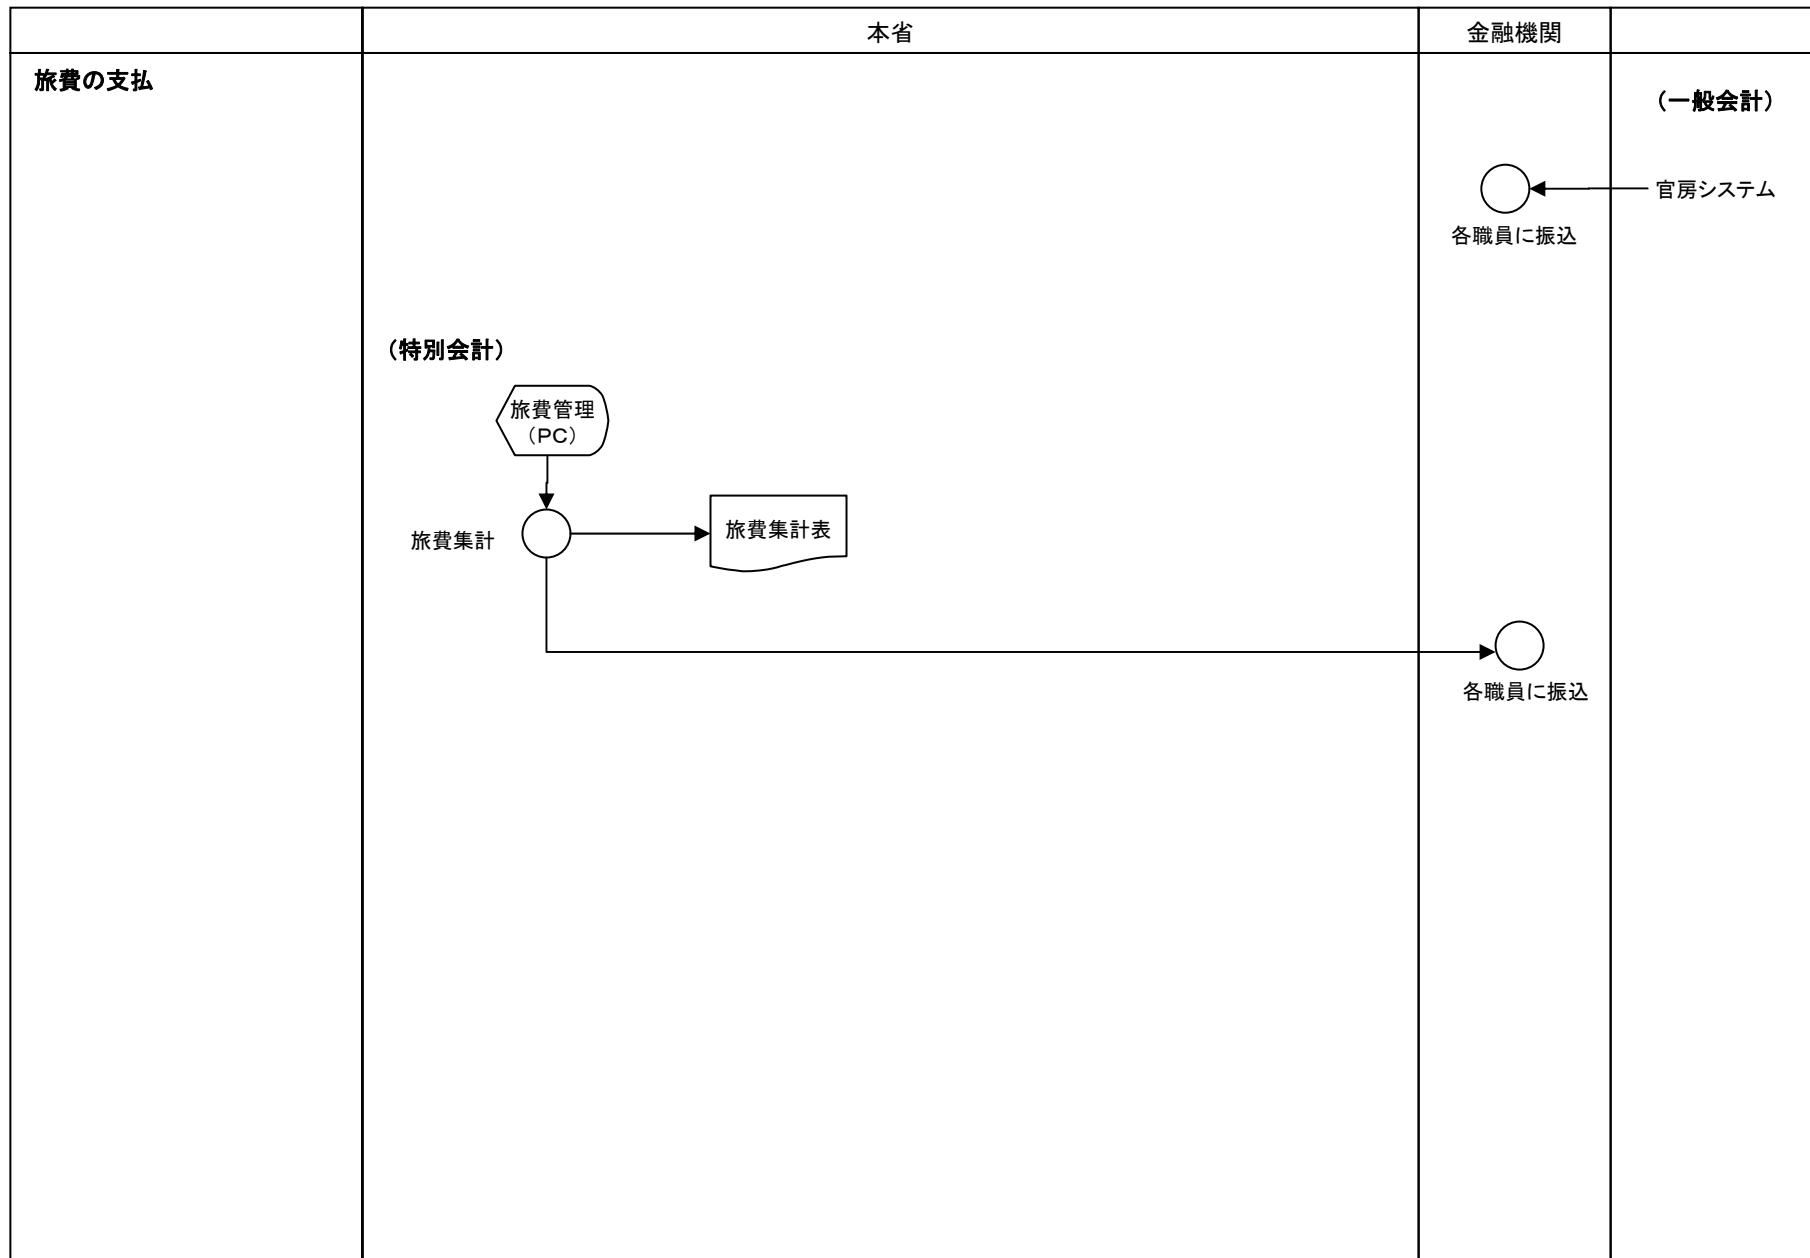 本省
金融機関
旅費の支払
（一般会計）
官房システム
各職員に振込
（特別会計）
旅費管理
（PC）
旅費集計
旅費集計表
各職員に振込